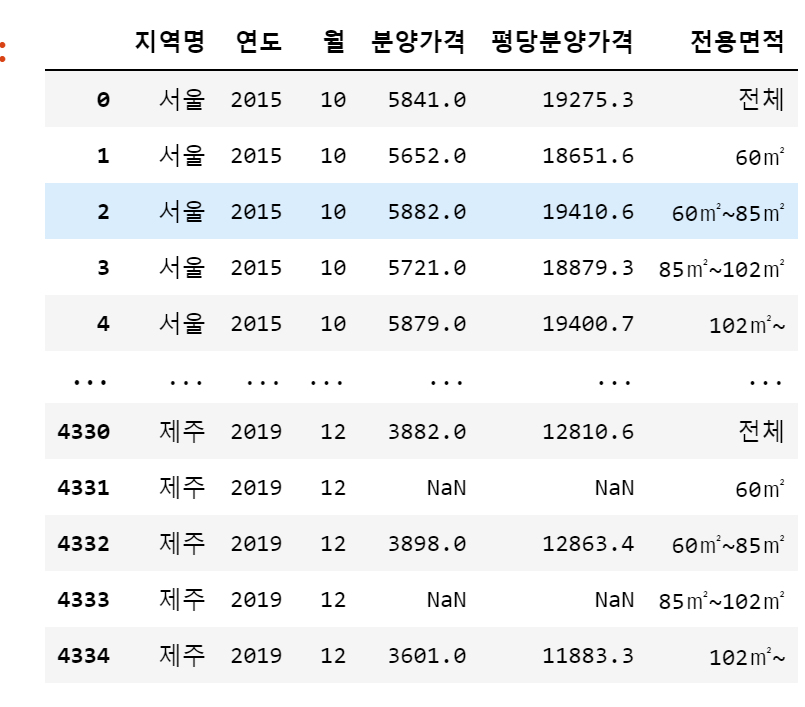 지역명 연도 월 분양가격 평당분양가격 전용면적
0 서울 2015 10 5841.0 19275.3 전체
1 서울 2015 10 5652.0 18651.6 60㎡
2 서울 2015 10 5882.0 19410.6 60㎡~85㎡
3 서울 2015 10 5721.0 18879.3 85㎡~102㎡
4 서울 2015 10 5879.0 19400.7 102㎡~
... ... ... ... ... ... ...
4330 제주 2019 12 3882.0 12810.6 전체
4331 제주 2019 12 NaN NaN 60㎡
4332 제주 2019 12 3898.0 12863.4 60㎡~85㎡
4333 제주 2019 12 NaN NaN 85㎡~102㎡
4334 제주 2019 12 3601.0 11883.3 102㎡~